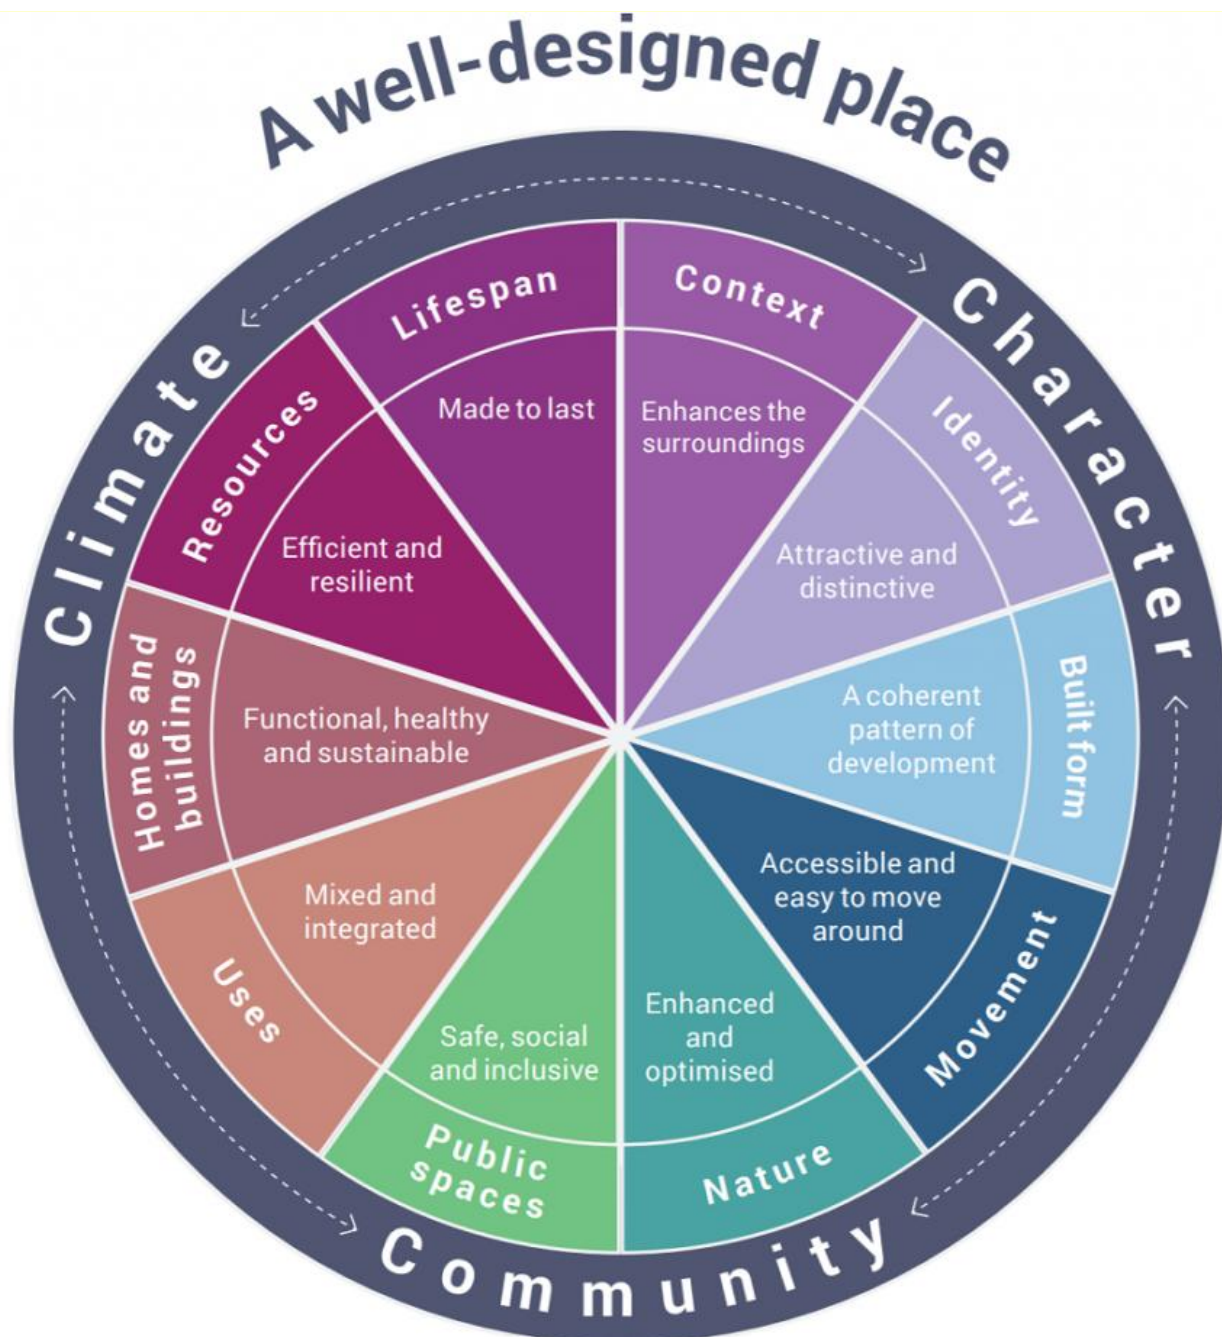 A well-designed place
Climate
Character
Community
Context
Enhances the
surroundings
Identity
Attractive and
distinctive
Built form
A coherent
pattern of
development
Movement
Accessible and
easy to move
around
Nature
Enhanced
and
optimised
Public
spaces
Safe, social
and inclusive
Uses
Mixed and
integrated
Homes and
buildings
Functional, healthy
and sustainable
Resources
Efficient and
resilient
Lifespan
Made to last